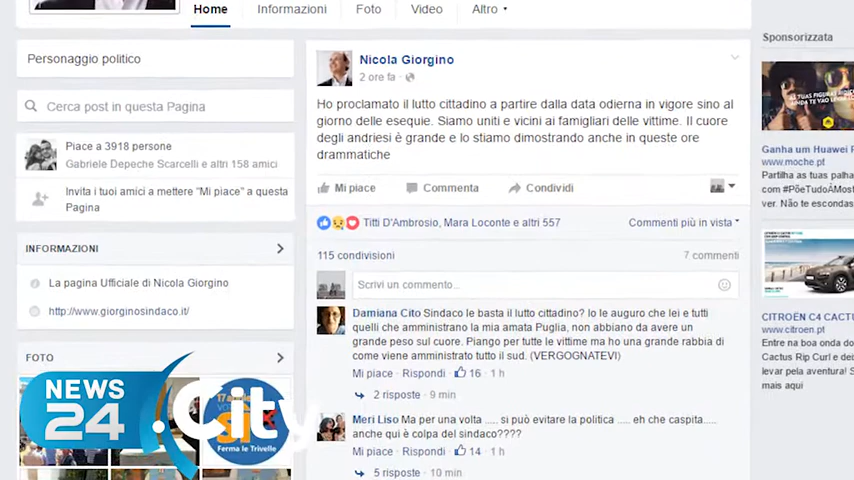 Home Informazioni Foto Video Altro
Personaggio politico
Cerca post in questa Pagina
Piace a 3918 persone
Gabriele Depeche Scarcelli e altri 158 amici
Invita i tuoi amici a mettere "Mi piace" a questa
Pagina
INFORMAZIONI
La pagina Ufficiale di Nicola Giorgino
http://www.giorginosindaco.it/
FOTO
NEWS
24
.City
Sì
Ferma le Trivelle
Nicola Giorgino
2 ore fa
Ho proclamato il lutto cittadino a partire dalla data odierna in vigore sino al
giorno delle esequie. Siamo uniti e vicini ai famigliari delle vittime. Il cuore
degli andriesi è grande e lo stiamo dimostrando anche in queste ore
drammatiche
Mi piace Commenta Condividi
Titti D'Ambrosio, Mara Loconte e altri 557
Commenti più in vista
115 condivisioni
7 commenti
Scrivi un commento...
Damiana Cito Sindaco le basta il lutto cittadino? Io le auguro che lei e tutti
quelli che amministrano la mia amata Puglia, non abbiano da avere un
grande peso sul cuore. Piango per tutte le vittime ma ho una grande rabbia di
come viene amministrato tutto il sud. (VERGOGNATEVI)
Mi piace · Rispondi · 16 · 1 h
2 risposte · 9 min
Meri Liso Ma per una volta ..... si può evitare la politica ..... eh che caspita.....
anche qui è colpa del sindaco????
Mi piace · Rispondi · 14 · 1 h
5 risposte · 10 min
Sponsorizzata
Ganha um Huawei
www.moche.pt
Partilha as tuas
com #PõeTudoÀMost
ver. Não te escondas
CITROËN C4 CACTU
www.citroen.pt
Entre na boa onda do
Cactus Rip Curl e deix
levar pela aventura! S
mais aqui